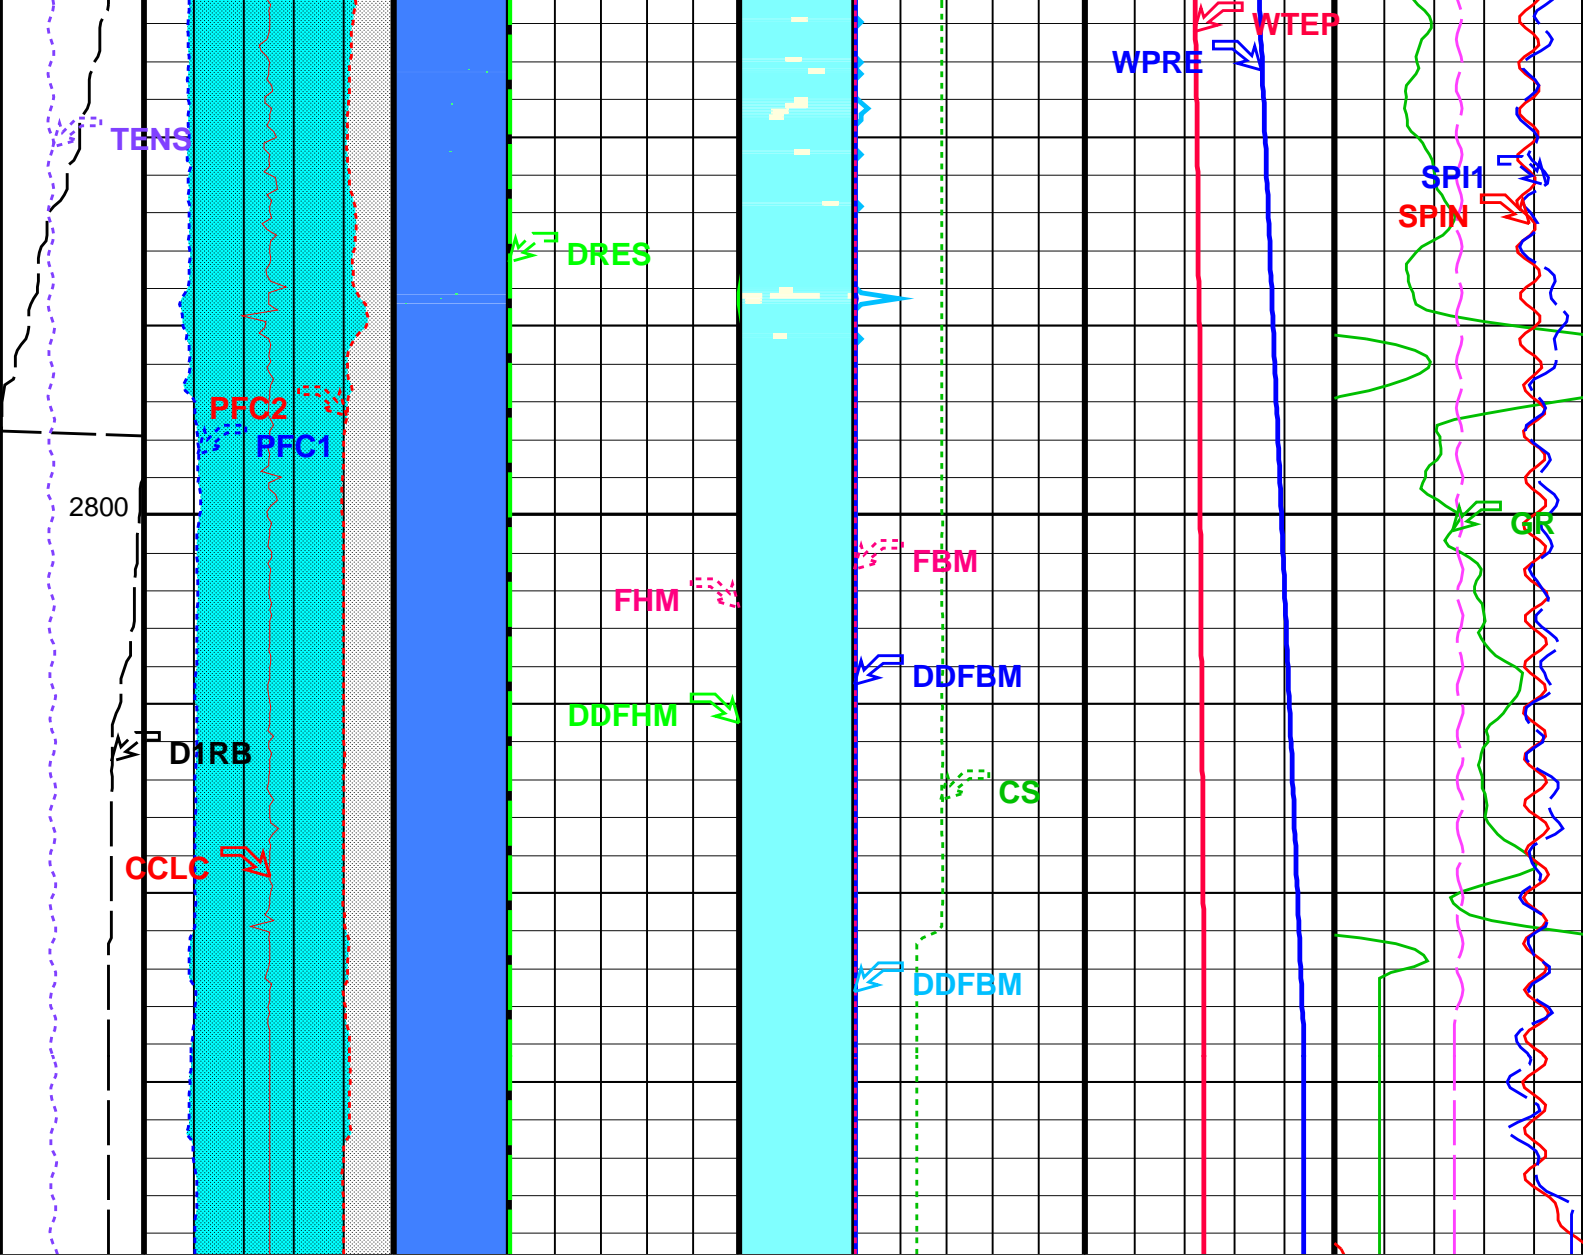 WTEP
WPRE
TENS
SPI1
SPIN
DRES
PFC2
PFC1
2800
GR
FBM
FHM
DDFBM
DDFHM
D1RB
CS
CCLC
DDFBM